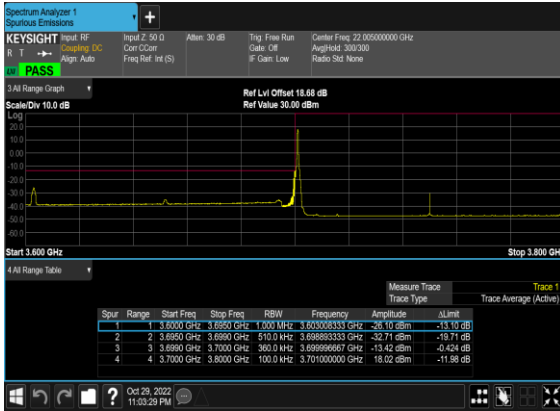 Spectrum Analyzer 1
Spurious Emissions
+
KEYSIGHT Input: RF Input Z: 50 Ω Atten: 30 dB Trig: Free Run Center Freq: 22.005000000 GHz
R T Coupling: DC Corr CCorr Gate: Off Avg|Hold: 300/300
Align: Auto Freq Ref: Int (S) IF Gain: Low Radio Std: None
PASS
3 All Range Graph
Ref Lvl Offset 18.68 dB
Scale/Div 10.0 dB Ref Value 30.00 dBm
Log
20.0
10.0
0.00
-10.0
-20.0
-30.0
-40.0
-50.0
-60.0
Start 3.600 GHz Stop 3.800 GH
4 All Range Table
Measure Trace Trace 1
Trace Type Trace Average (Active)
Spur Range Start Freq Stop Freq RBW Frequency Amplitude ΔLimit
1 1 3.6000 GHz 3.6950 GHz 1.000 MHz 3.603008333 GHz -26.10 dBm -13.10 dB
2 2 3.6950 GHz 3.6990 GHz 510.0 kHz 3.698893333 GHz -32.71 dBm -19.71 dB
3 3 3.6990 GHz 3.7000 GHz 360.0 kHz 3.699996667 GHz -13.42 dBm -0.424 dB
4 4 3.7000 GHz 3.8000 GHz 100.0 kHz 3.701000000 GHz 18.02 dBm -11.98 dB
? Oct 29, 2022
11:03:29 PM